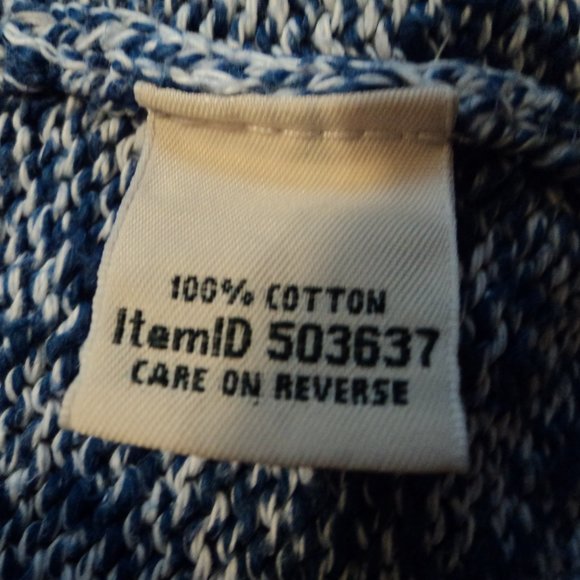 100% COTTON
ItemID 503637
CARE ON REVERSE